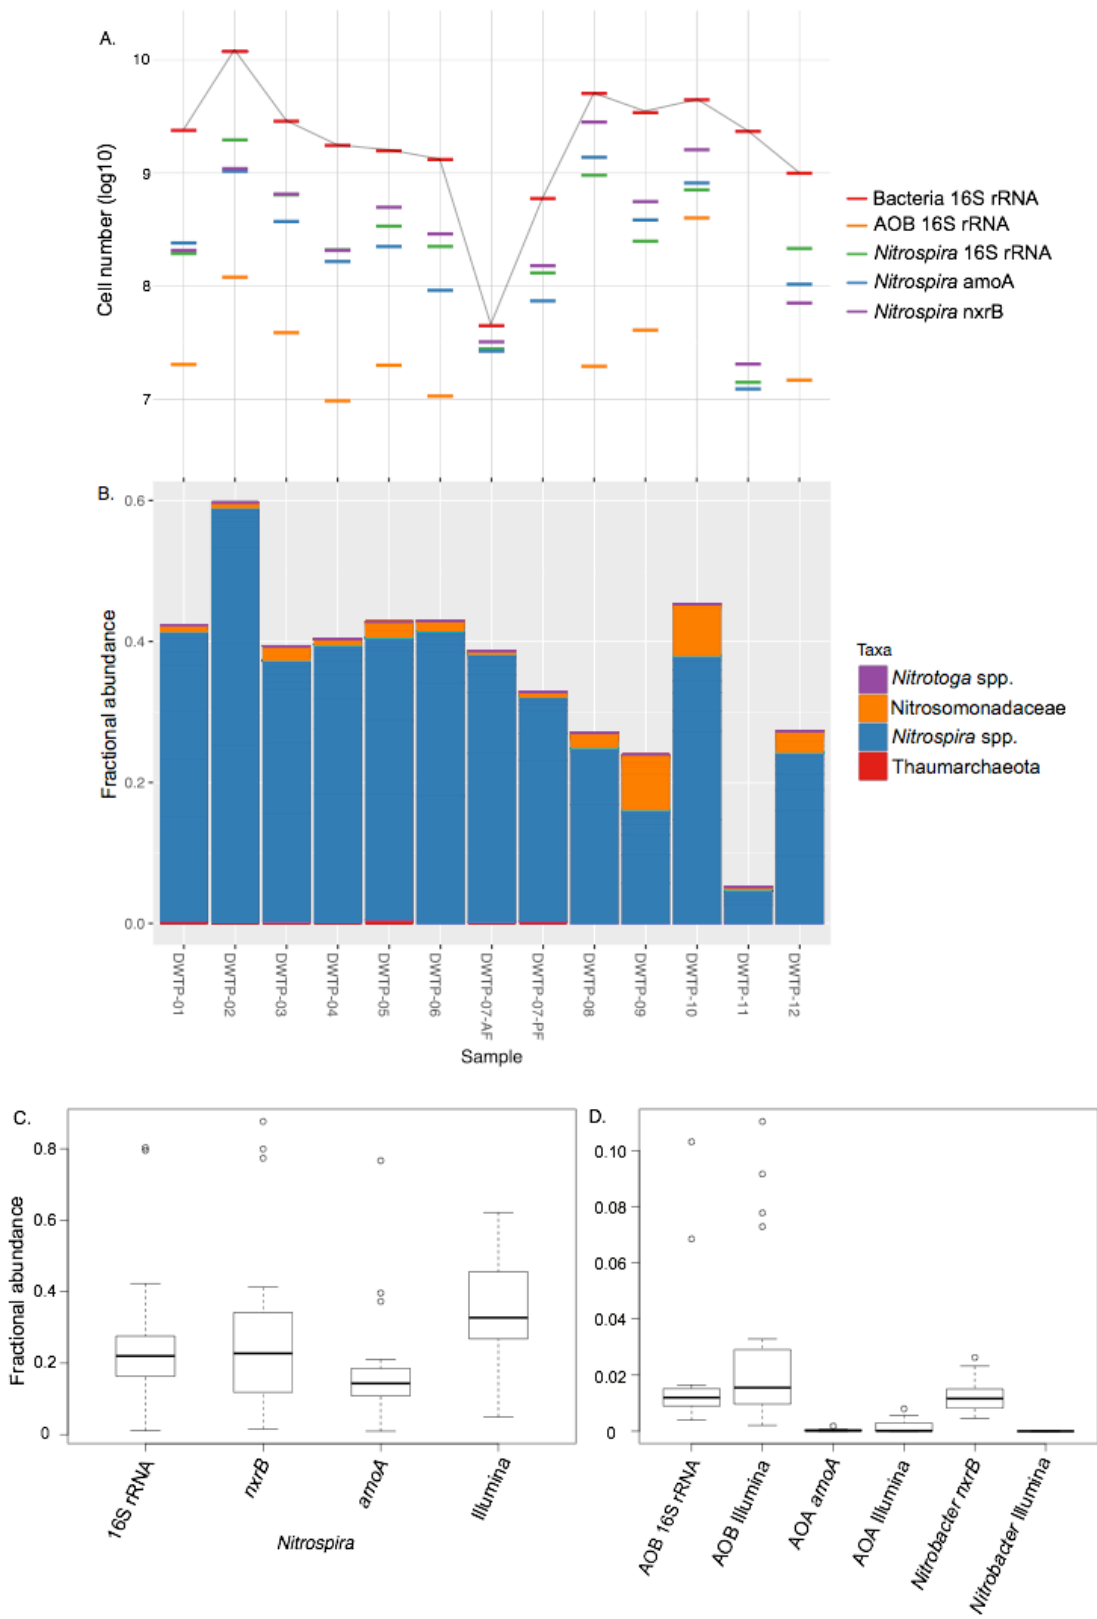 A.
10
9
8
7
Cell number (log10)
Bacteria 16S rRNA
AOB 16S rRNA
Nitrospira 16S rRNA
Nitrospira amoA
Nitrospira nxrB
B.
0.6
0.4
0.2
0.0
Fractional abundance
Taxa
Nitrotoga spp.
Nitrosomonadaceae
Nitrospira spp.
Thaumarchaeota
DWTP-01
DWTP-02
DWTP-03
DWTP-04
DWTP-05
DWTP-06
DWTP-07-AF
DWTP-07-PF
DWTP-08
DWTP-09
DWTP-10
DWTP-11
DWTP-12
Sample
C.
0.8
0.6
0.4
0.2
0
Fractional abundance
16S rRNA
nxrB
amoA
Illumina
Nitrospira
D.
0.10
0.08
0.06
0.04
0.02
0
AOB 16S rRNA
AOB Illumina
AOA amoA
AOA Illumina
Nitrobacter nxrB
Nitrobacter Illumina